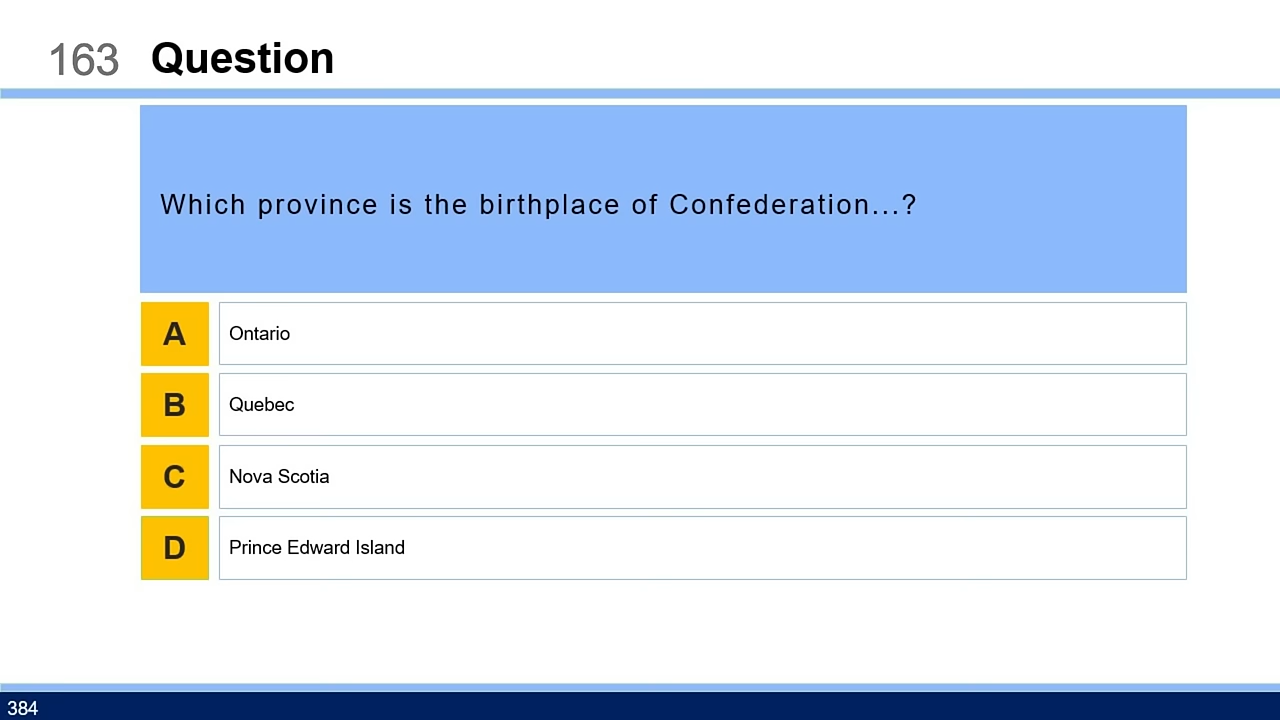 163 Question
Which province is the birthplace of Confederation...?
A Ontario
B Quebec
C Nova Scotia
D Prince Edward Island
384